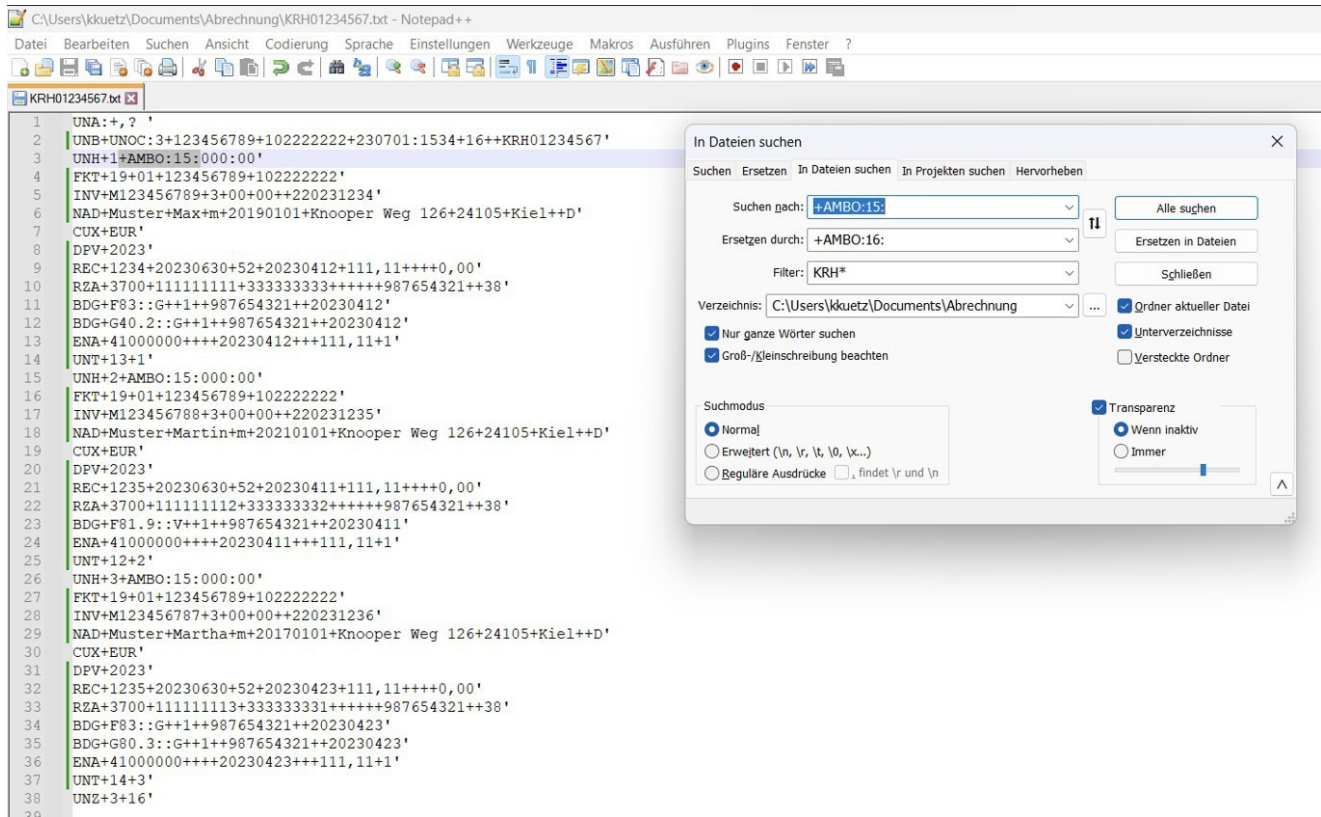 C:\Users\kkuetz\Documents\Abrechnung\KRH01234567.txt - Notepad++
Datei Bearbeiten Suchen Ansicht Codierung Sprache Einstellungen Werkzeuge Makros Ausführen Plugins Fenster ?
KRH01234567.txt
1 UNA:+,? '
2 UNB+UNOC:3+123456789+102222222+230701:1534+16++KRH01234567'
3 UNH+1+AMBO:15:000:00'
4 FKT+19+01+123456789+102222222'
5 INV+M123456789+3+00+00++220231234'
6 NAD+Muster+Max+m+20190101+Knooper Weg 126+24105+Kiel++D'
7 CUX+EUR'
8 DPV+2023'
9 REC+1234+20230630+52+20230412+111,11++++0,00'
10 RZA+3700+111111111+333333333++++++987654321++38'
11 BDG+F83::G++1++987654321++20230412'
12 BDG+G40.2::G++1++987654321++20230412'
13 ENA+41000000++++20230412+++111,11+1'
14 UNT+13+1'
15 UNH+2+AMBO:15:000:00'
16 FKT+19+01+123456789+102222222'
17 INV+M123456788+3+00+00++220231235'
18 NAD+Muster+Martin+m+20210101+Knooper Weg 126+24105+Kiel++D'
19 CUX+EUR'
20 DPV+2023'
21 REC+1235+20230630+52+20230411+111,11++++0,00'
22 RZA+3700+111111112+333333332++++++987654321++38'
23 BDG+F81.9::V++1++987654321++20230411'
24 ENA+41000000++++20230411+++111,11+1'
25 UNT+12+2'
26 UNH+3+AMBO:15:000:00'
27 FKT+19+01+123456789+102222222'
28 INV+M123456787+3+00+00++220231236'
29 NAD+Muster+Martha+m+20170101+Knooper Weg 126+24105+Kiel++D'
30 CUX+EUR'
31 DPV+2023'
32 REC+1235+20230630+52+20230423+111,11++++0,00'
33 RZA+3700+111111113+333333331++++++987654321++38'
34 BDG+F83::G++1++987654321++20230423'
35 BDG+G80.3::G++1++987654321++20230423'
36 ENA+41000000++++20230423+++111,11+1'
37 UNT+14+3'
38 UNZ+3+16'
39
In Dateien suchen
Suchen Ersetzen In Dateien suchen In Projekten suchen Hervorheben
Suchen nach: +AMBO:15: Alle suchen
Ersetzen durch: +AMBO:16: Ersetzen in Dateien
Filter: KRH* Schließen
Verzeichnis: C:\Users\kkuetz\Documents\Abrechnung ... Ordner aktueller Datei
Nur ganze Wörter suchen Unterverzeichnisse
Groß-/Kleinschreibung beachten Versteckte Ordner
Suchmodus Transparenz
Normal Wenn inaktiv
Erweitert (\n, \r, \t, \0, \x...) Immer
Reguläre Ausdrücke . findet \r und \n